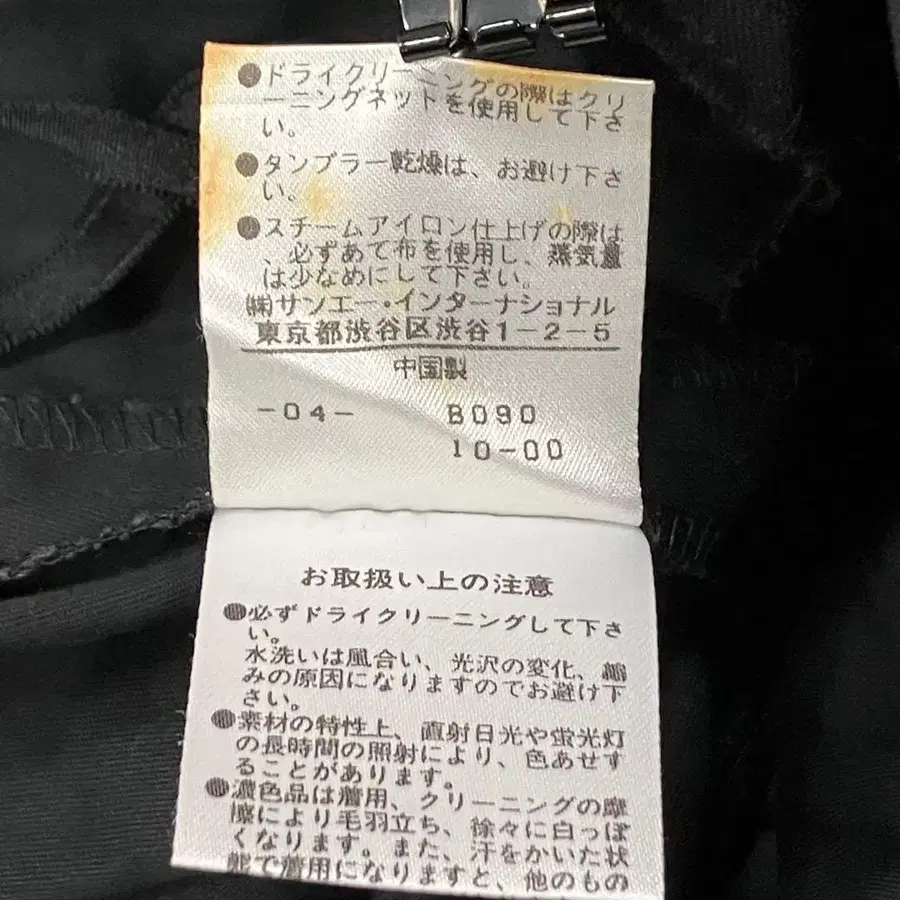 ●ドライクリーニングの際はクリ
ーニングネットを使用して下さ
い。
●タンブラー乾燥は、お避け下さ
い。
●スチームアイロン仕上げの際は
、必ずあて布を使用し、蒸気量
は少なめにして下さい。
㈱サンエー・インターナショナル
東京都渋谷区渋谷1-2-5
中国製
-04- B090
10-00
お取扱い上の注意
●必ずドライクリーニングして下さ
い。
水洗いは風合い、光沢の変化、縮
みの原因になりますのでお避け下
さい。
●素材の特性上、直射日光や蛍光灯
の長時間の照射により、色あせす
ることがあります。
●濃色品は着用、クリーニングの摩
擦により毛羽立ち、徐々に白っぽ
くなります。また、汗をかいた状
態で着用になりますと、他のもの